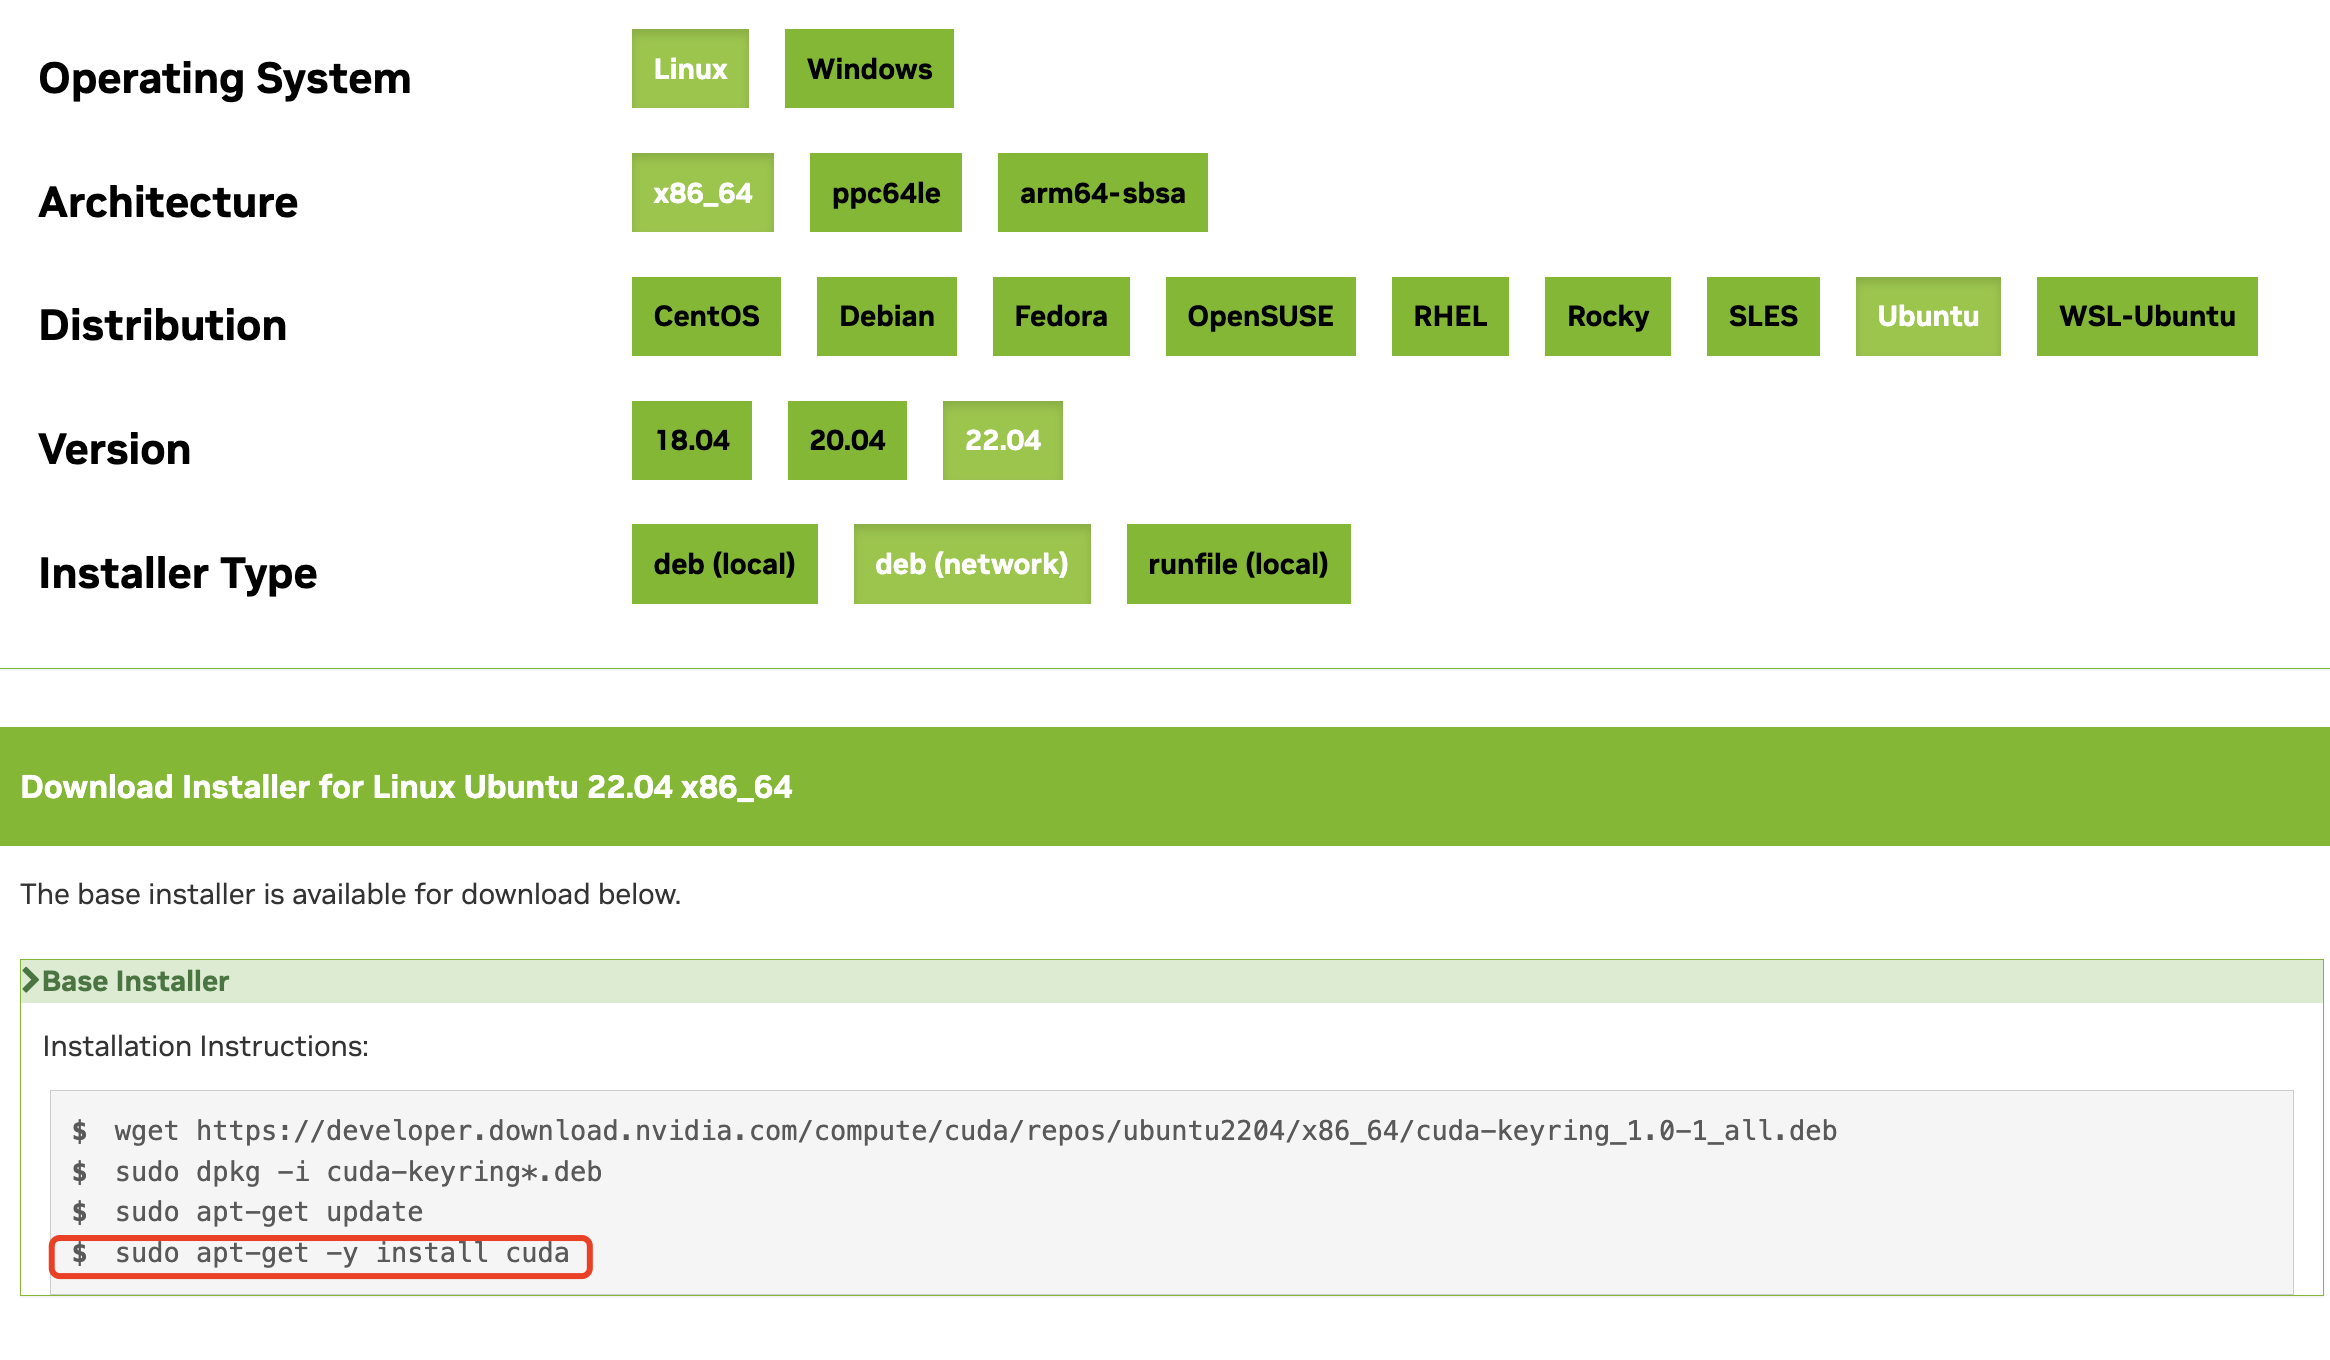 Operating System
Linux Windows
Architecture
x86_64 ppc64le arm64-sbsa
Distribution
CentOS Debian Fedora OpenSUSE RHEL Rocky SLES Ubuntu WSL-Ubuntu
Version
18.04 20.04 22.04
Installer Type
deb (local) deb (network) runfile (local)
Download Installer for Linux Ubuntu 22.04 x86_64
The base installer is available for download below.
Base Installer
Installation Instructions:
$ wget https://developer.download.nvidia.com/compute/cuda/repos/ubuntu2204/x86_64/cuda-keyring_1.0-1_all.deb
$ sudo dpkg -i cuda-keyring*.deb
$ sudo apt-get update
$ sudo apt-get -y install cuda